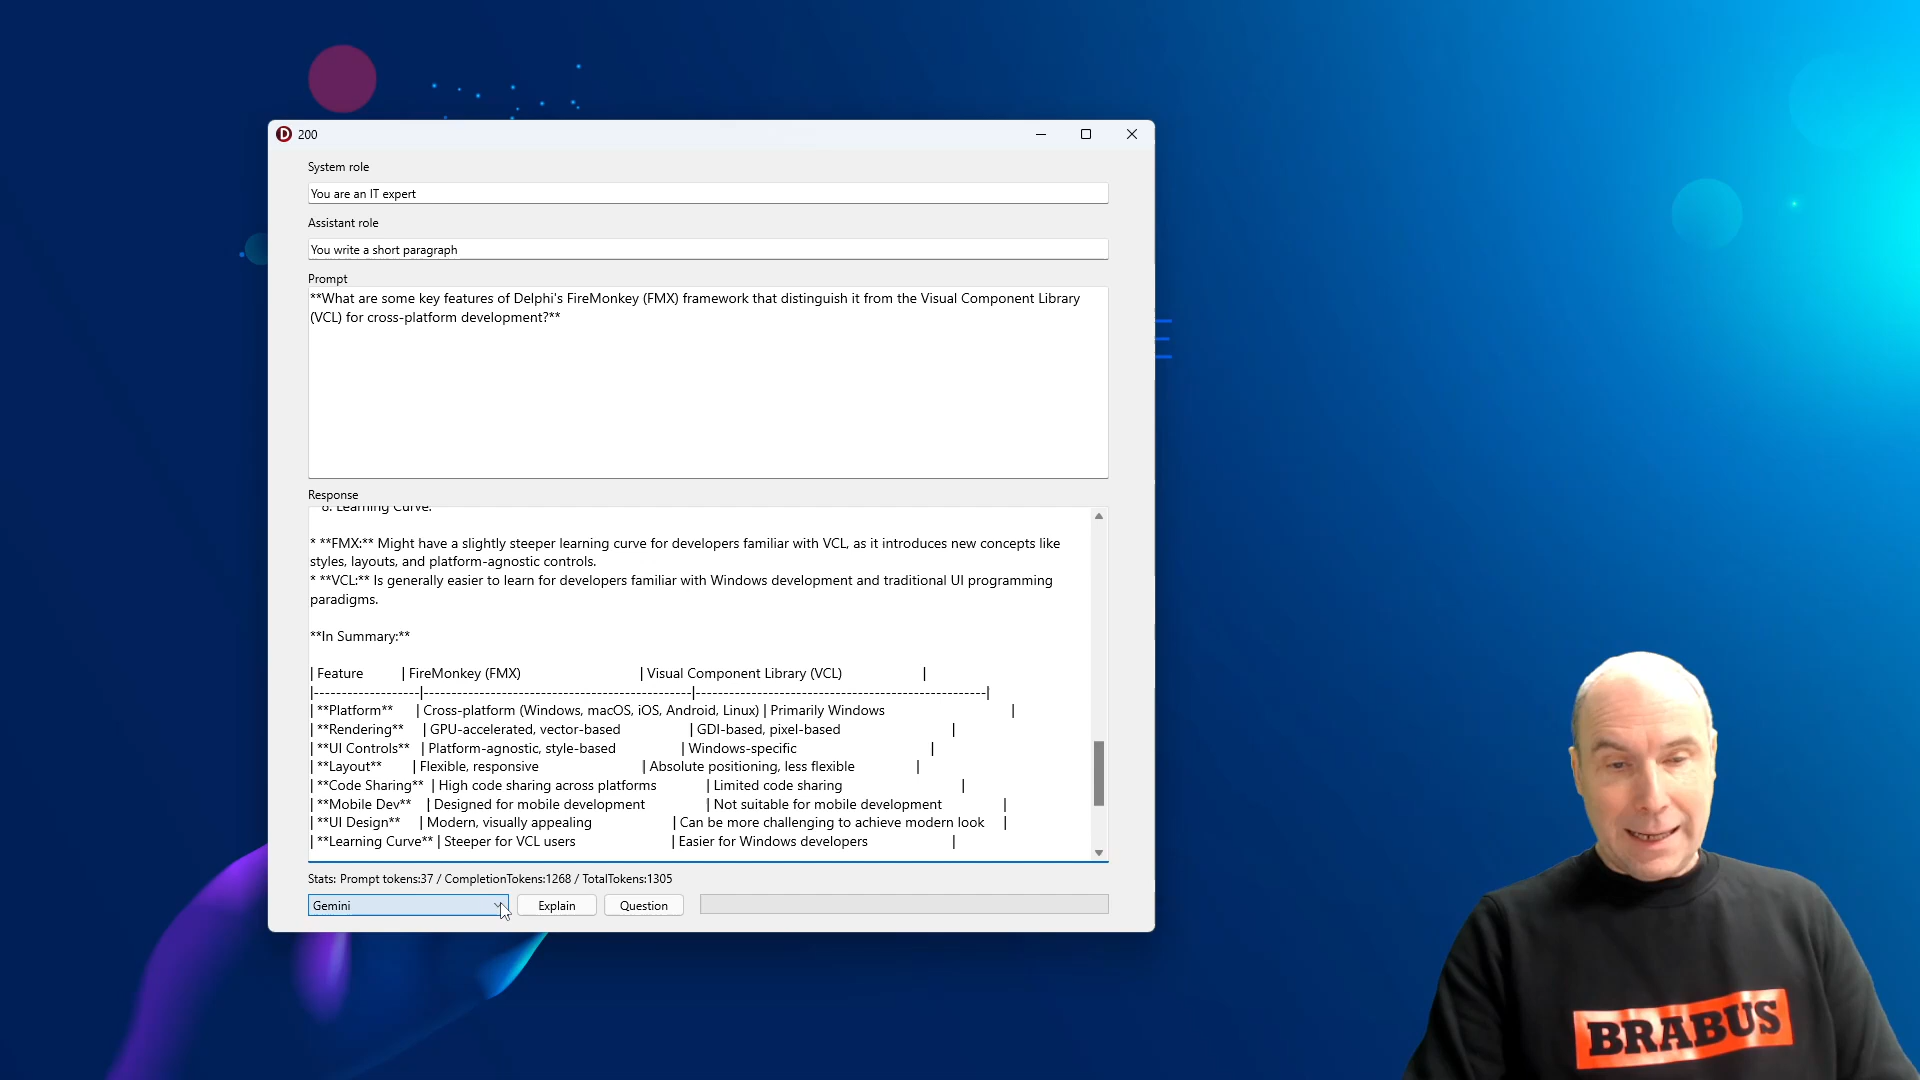 200
System role
You are an IT expert
Assistant role
You write a short paragraph
Prompt
**What are some key features of Delphi's FireMonkey (FMX) framework that distinguish it from the Visual Component Library
(VCL) for cross-platform development?**
Response
Learning Curve:
* **FMX:** Might have a slightly steeper learning curve for developers familiar with VCL, as it introduces new concepts like
styles, layouts, and platform-agnostic controls.
* **VCL:** Is generally easier to learn for developers familiar with Windows development and traditional UI programming
paradigms.
**In Summary:**
| Feature | FireMonkey (FMX) | Visual Component Library (VCL) |
|-------------------|-----------------------------------------------|---------------------------------------------------|
| **Platform** | Cross-platform (Windows, macOS, iOS, Android, Linux) | Primarily Windows |
| **Rendering** | GPU-accelerated, vector-based | GDI-based, pixel-based |
| **UI Controls** | Platform-agnostic, style-based | Windows-specific |
| **Layout** | Flexible, responsive | Absolute positioning, less flexible |
| **Code Sharing** | High code sharing across platforms | Limited code sharing |
| **Mobile Dev** | Designed for mobile development | Not suitable for mobile development |
| **UI Design** | Modern, visually appealing | Can be more challenging to achieve modern look |
| **Learning Curve** | Steeper for VCL users | Easier for Windows developers |
Stats: Prompt tokens:37 / CompletionTokens:1268 / TotalTokens:1305
Gemini
Explain
Question
BRABUS